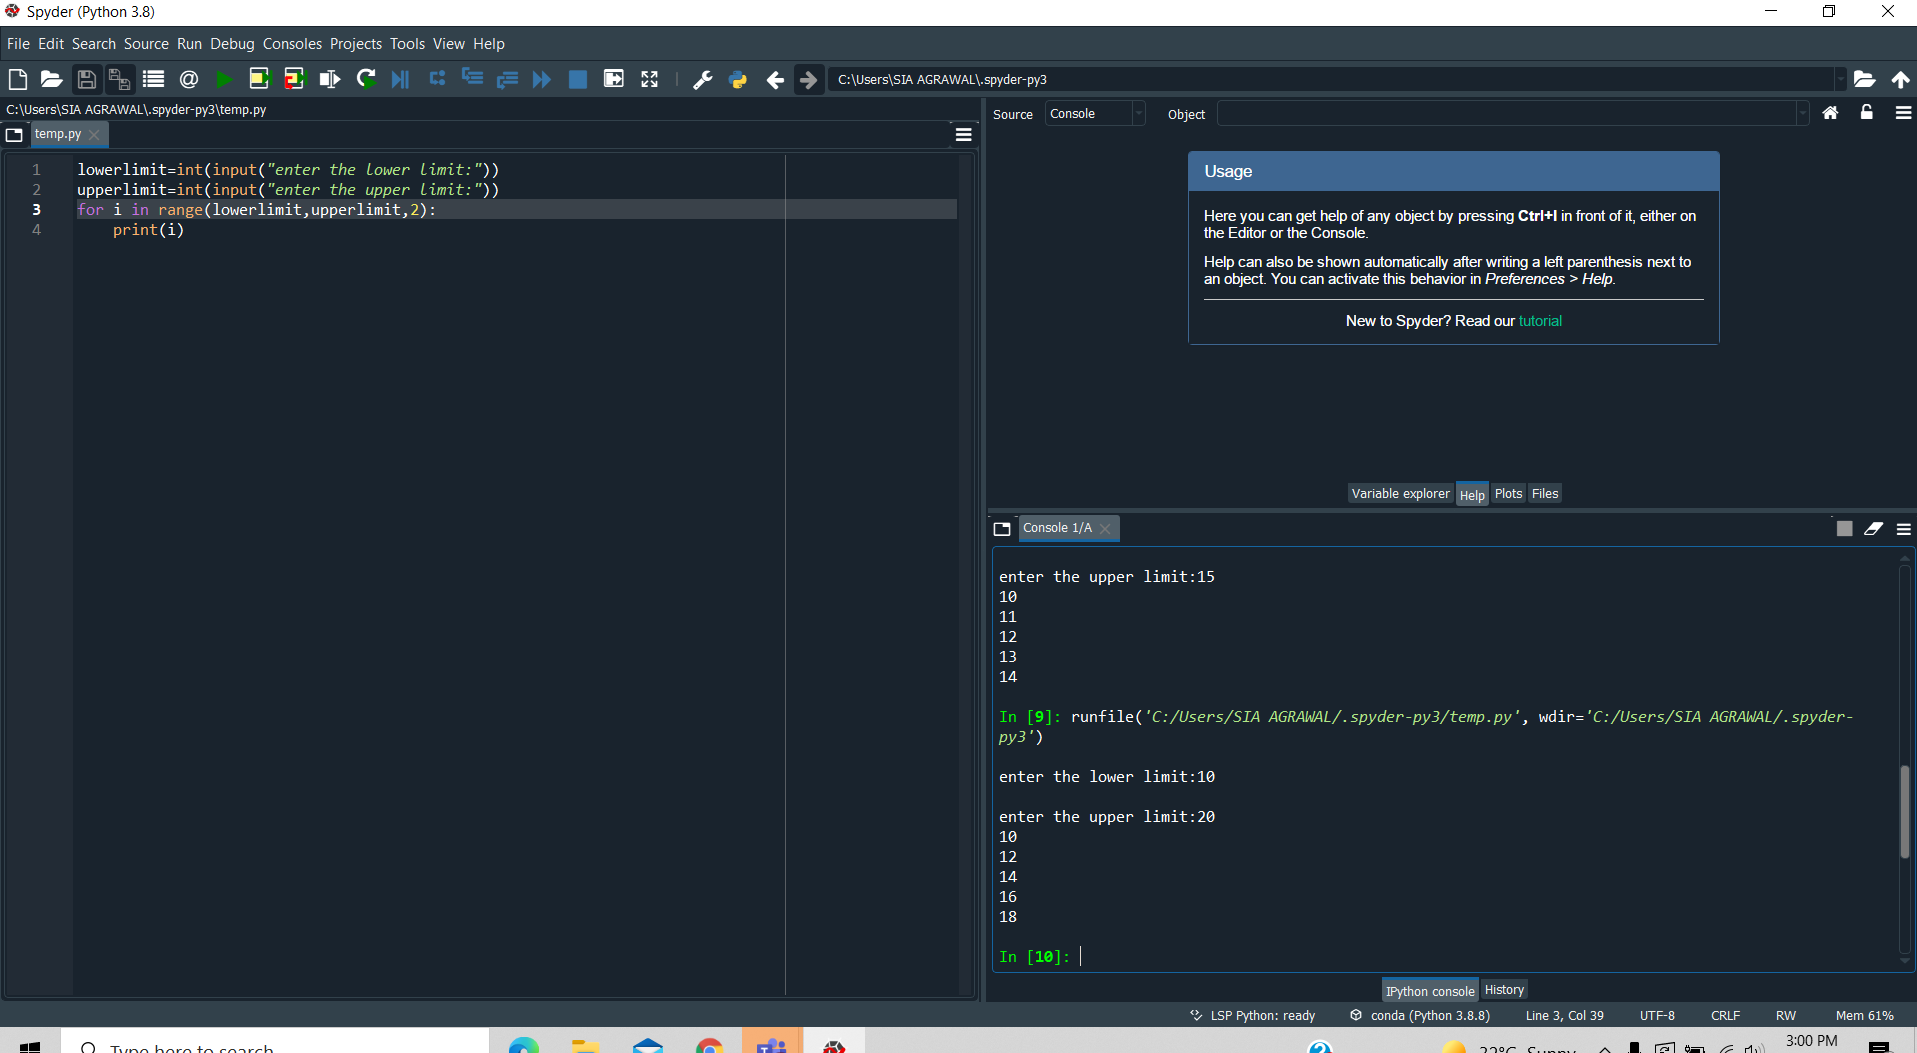 Spyder (Python 3.8)
File Edit Search Source Run Debug Consoles Projects Tools View Help
C:\Users\SIA AGRAWAL\.spyder-py3
C:\Users\SIA AGRAWAL\.spyder-py3\temp.py
temp.py
1 lowerlimit=int(input("enter the lower limit:"))
2 upperlimit=int(input("enter the upper limit:"))
3 for i in range(lowerlimit,upperlimit,2):
4     print(i)
Source Console Object
Usage
Here you can get help of any object by pressing Ctrl+I in front of it, either on
the Editor or the Console.
Help can also be shown automatically after writing a left parenthesis next to
an object. You can activate this behavior in Preferences > Help.
New to Spyder? Read our tutorial
Variable explorer Help Plots Files
Console 1/A
enter the upper limit:15
10
11
12
13
14
In [9]: runfile('C:/Users/SIA AGRAWAL/.spyder-py3/temp.py', wdir='C:/Users/SIA AGRAWAL/.spyder-
py3')
enter the lower limit:10
enter the upper limit:20
10
12
14
16
18
In [10]:
IPython console History
LSP Python: ready conda (Python 3.8.8) Line 3, Col 39 UTF-8 CRLF RW Mem 61%
Type here to search 32°C Sunny 3:00 PM